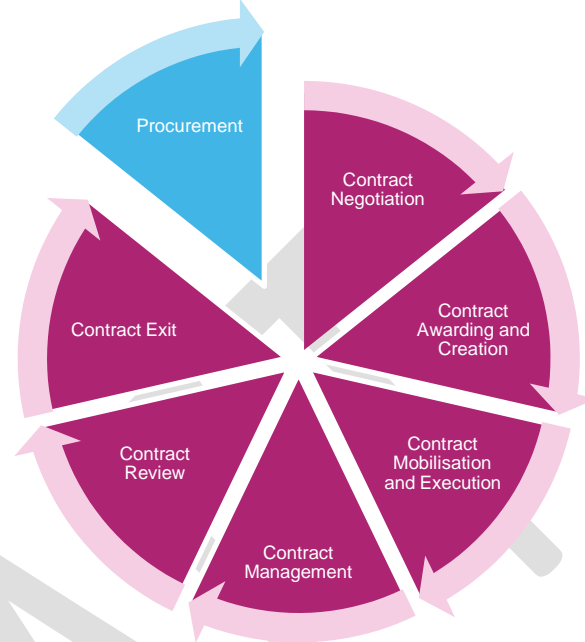 Procurement
Contract
Negotiation
Contract
Awarding and
Creation
Contract
Mobilisation
and Execution
Contract
Management
Contract
Review
Contract Exit